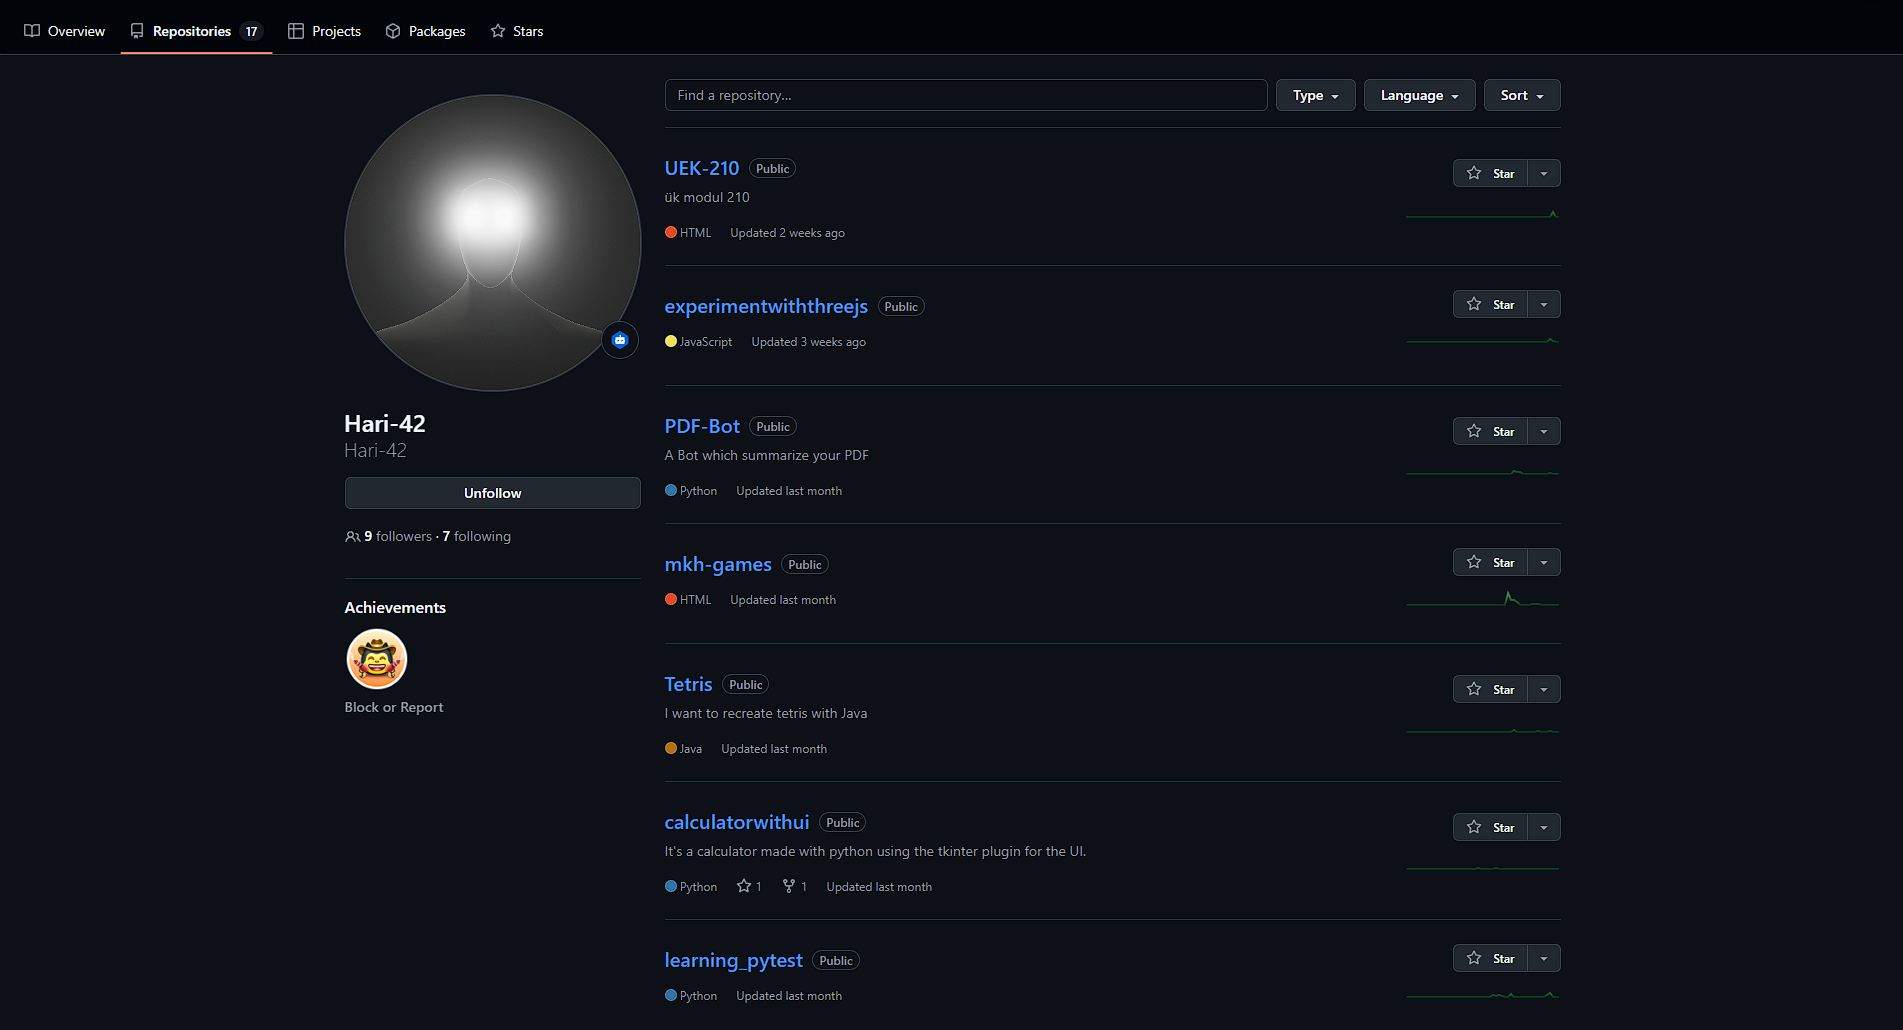 Overview Repositories 17 Projects Packages Stars
Find a repository... Type Language Sort
Hari-42
Hari-42
Unfollow
9 followers · 7 following
Achievements
Block or Report
UEK-210 Public Star
ük modul 210
HTML Updated 2 weeks ago
experimentwiththreejs Public Star
JavaScript Updated 3 weeks ago
PDF-Bot Public Star
A Bot which summarize your PDF
Python Updated last month
mkh-games Public Star
HTML Updated last month
Tetris Public Star
I want to recreate tetris with Java
Java Updated last month
calculatorwithui Public Star
It's a calculator made with python using the tkinter plugin for the UI.
Python 1 1 Updated last month
learning_pytest Public Star
Python Updated last month